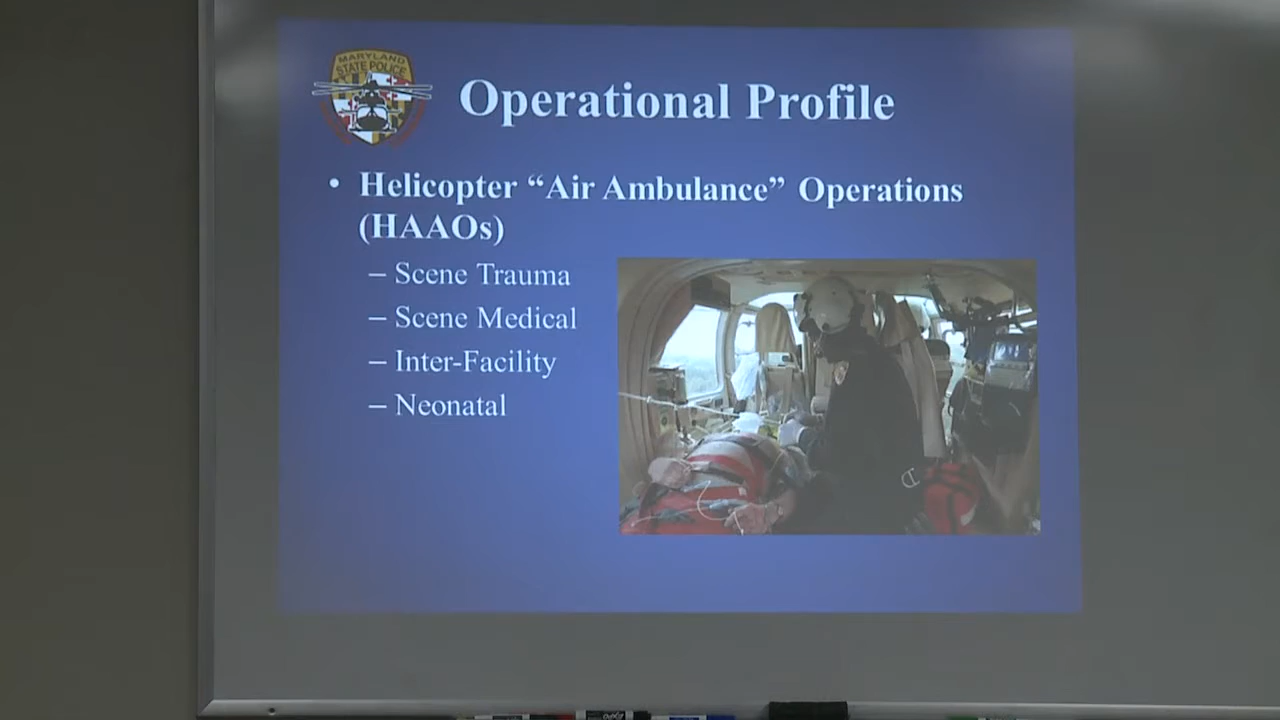 MARYLAND
STATE POLICE
Operational Profile
• Helicopter “Air Ambulance” Operations
(HAAOs)
– Scene Trauma
– Scene Medical
– Inter-Facility
– Neonatal